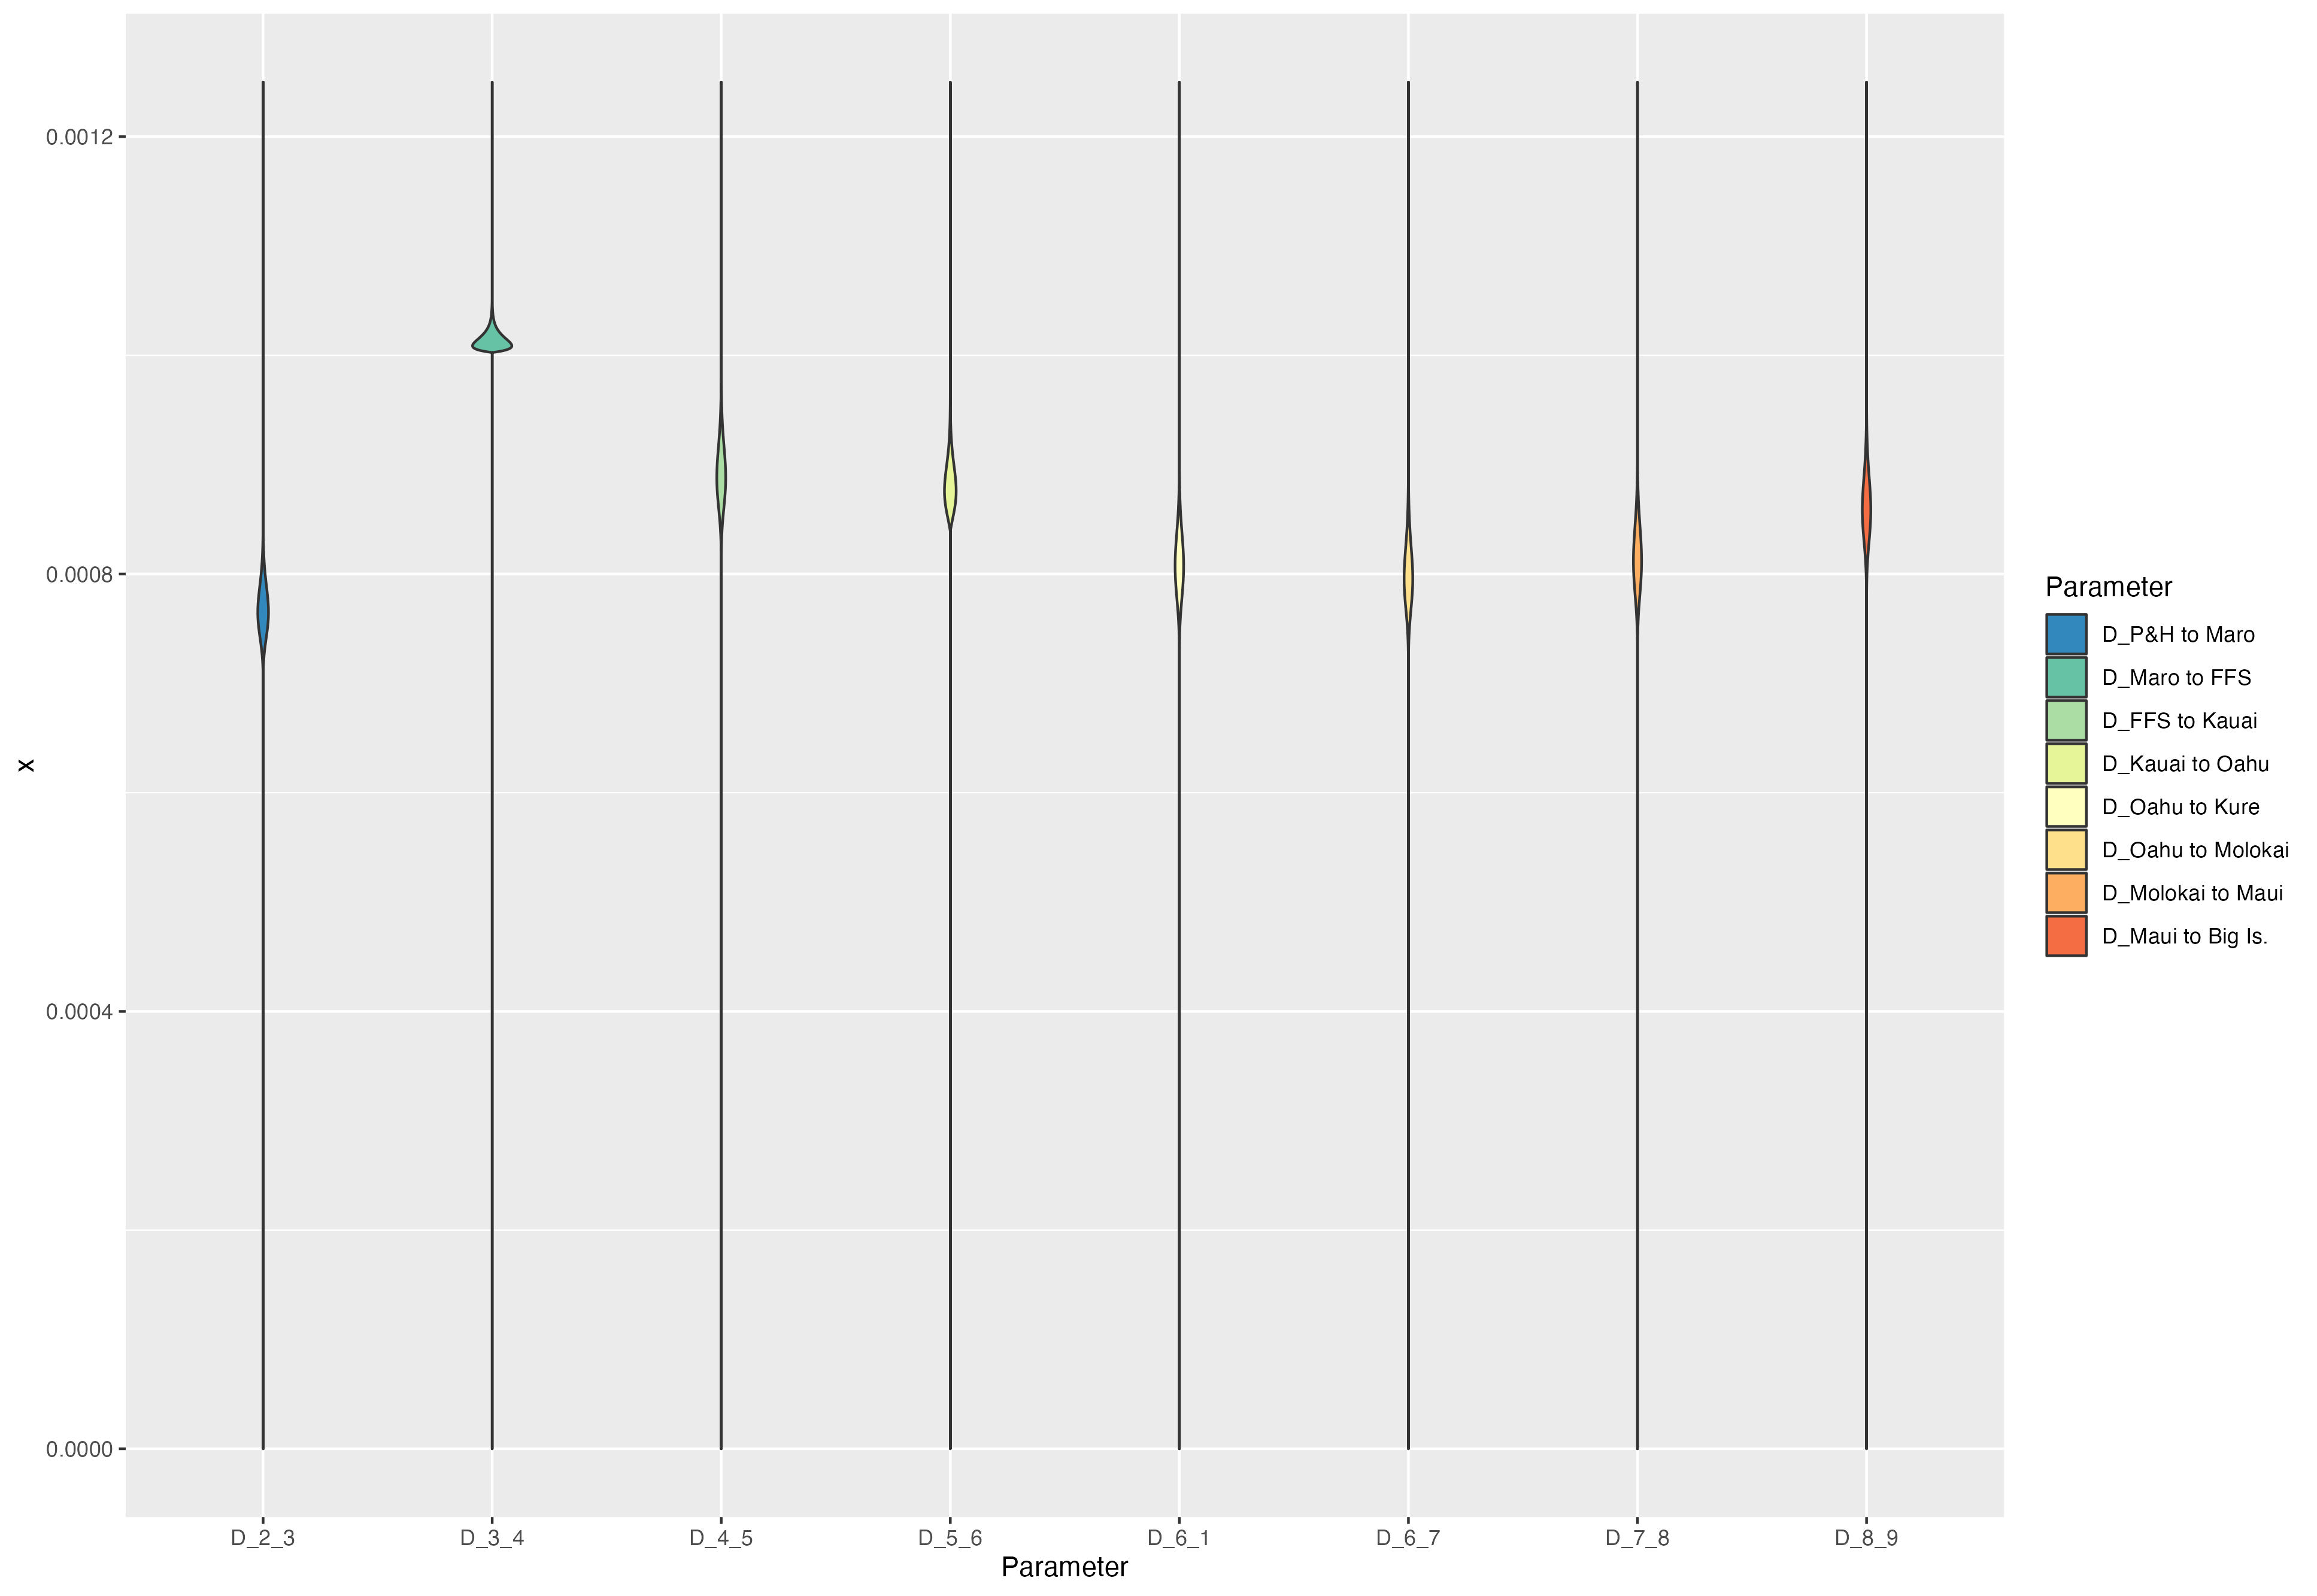 0.0012
0.0008
0.0004
0.0000
x
D_2_3
D_3_4
D_4_5
D_5_6
D_6_1
D_6_7
D_7_8
D_8_9
Parameter
Parameter
D_P&H to Maro
D_Maro to FFS
D_FFS to Kauai
D_Kauai to Oahu
D_Oahu to Kure
D_Oahu to Molokai
D_Molokai to Maui
D_Maui to Big Is.